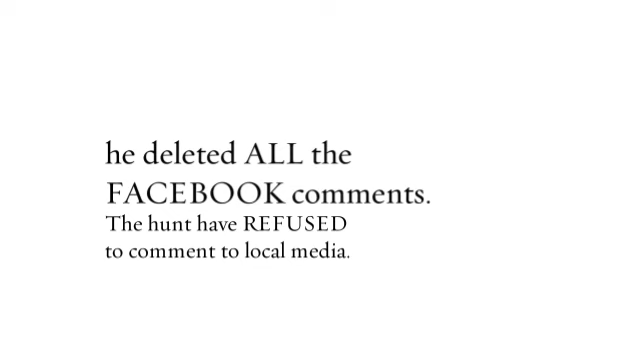 he deleted ALL the
FACEBOOK comments.
The hunt have REFUSED
to comment to local media.